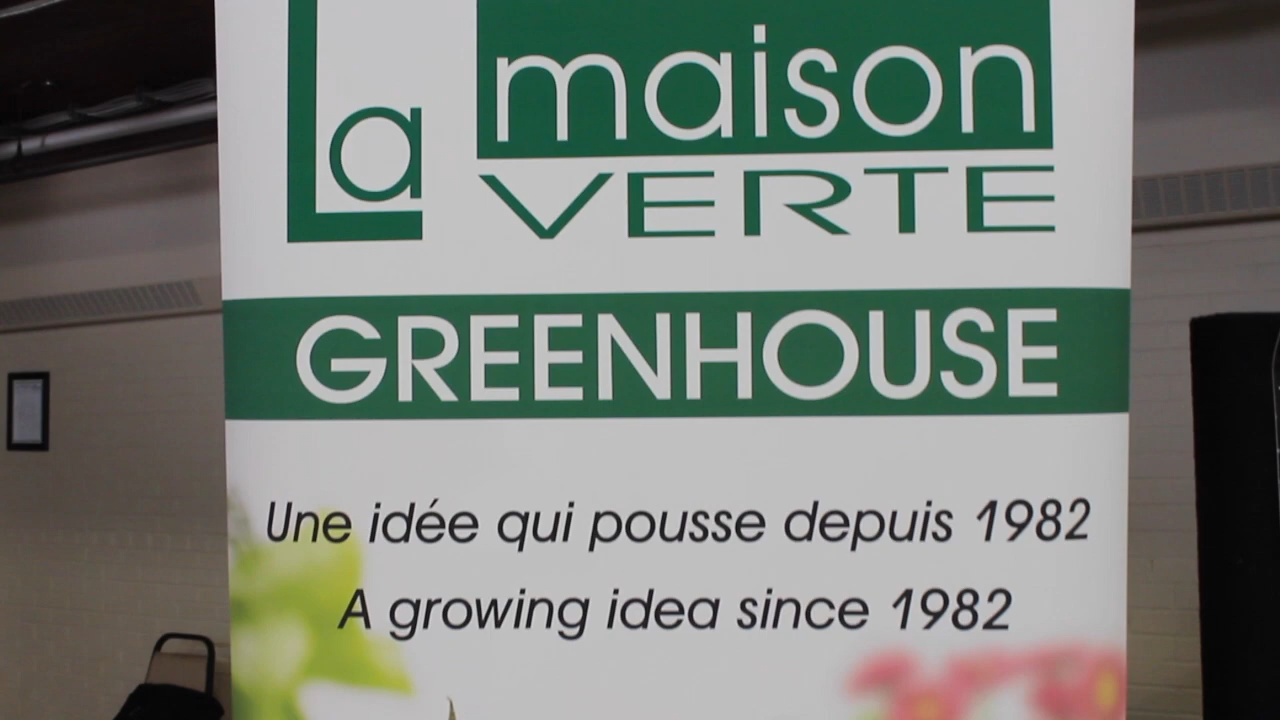 La maison
VERTE
GREENHOUSE
Une idée qui pousse depuis 1982
A growing idea since 1982